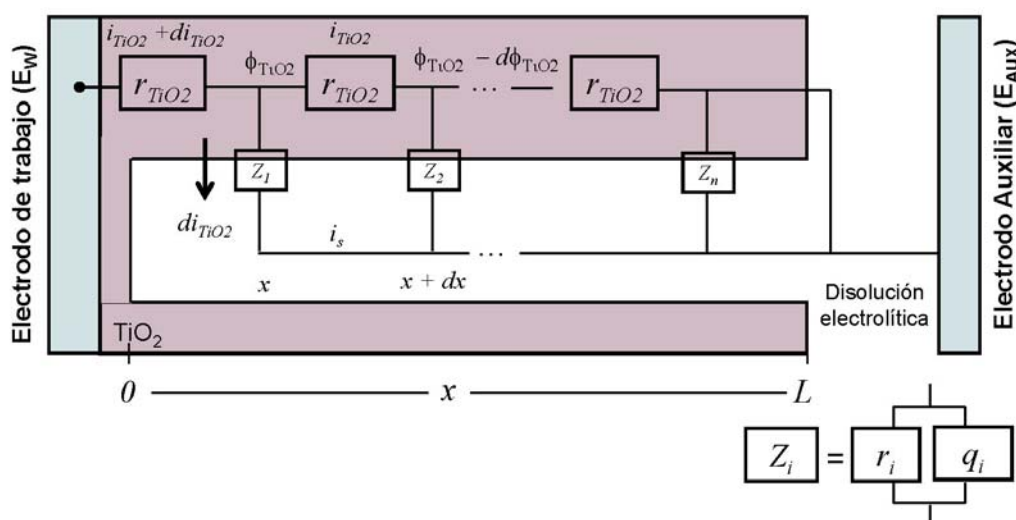 Electrodo de trabajo (E_W)
i_TiO2 + di_TiO2
i_TiO2
ϕ_TiO2
ϕ_TiO2 − dϕ_TiO2
r_TiO2
r_TiO2
...
r_TiO2
Z_1
Z_2
Z_n
di_TiO2
i_s
...
x
x + dx
Disolución
electrolítica
TiO_2
0
x
L
Electrodo Auxiliar (E_AUX)
Z_i = r_i q_i